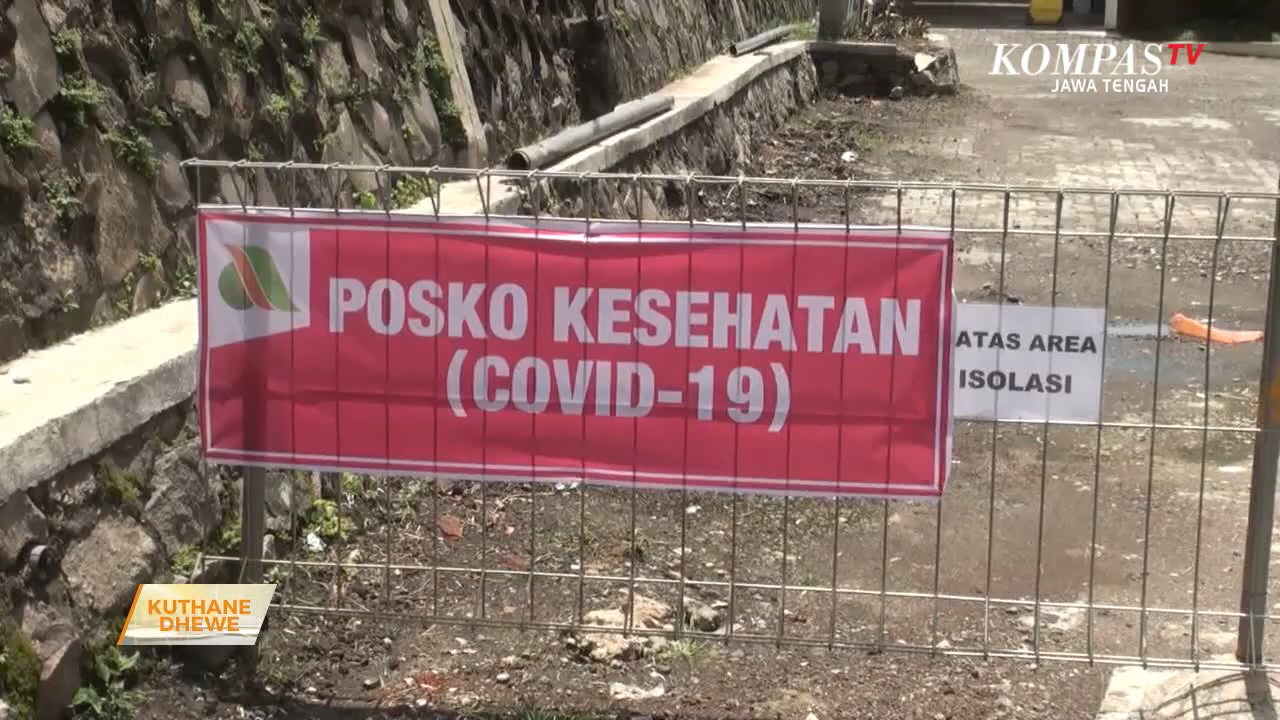 KOMPASTV
JAWA TENGAH
POSKO KESEHATAN
(COVID-19)
ATAS AREA
ISOLASI
KUTHANE
DHEWE